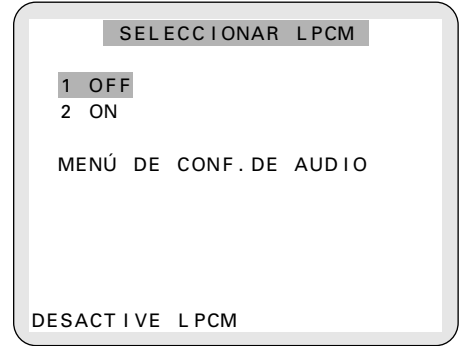 SELECCIONAR LPCM
1 OFF
2 ON
MENÚ DE CONF.DE AUDIO
DESACTIVE LPCM